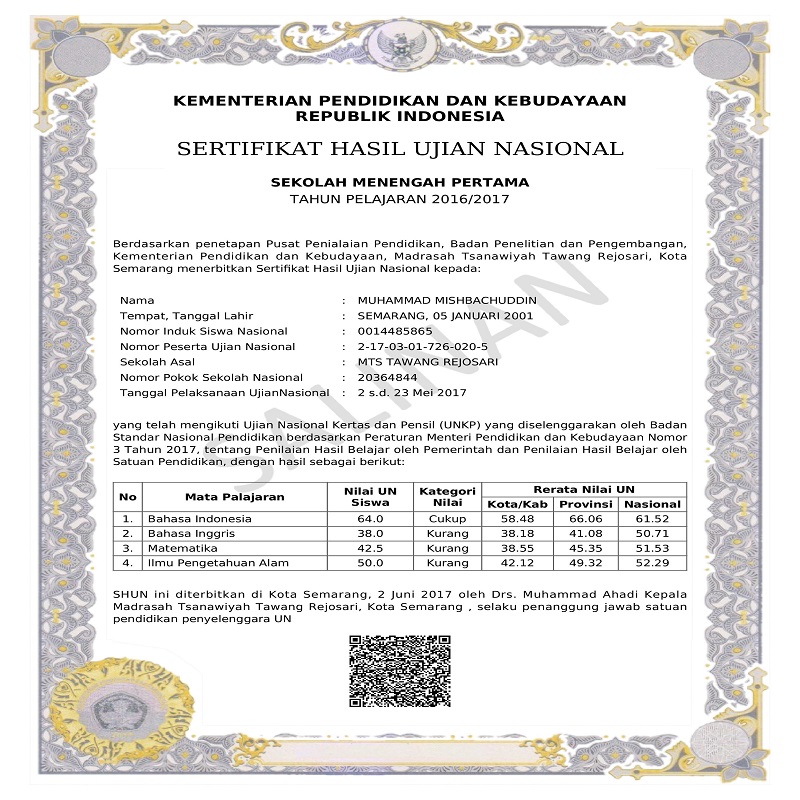 KEMENTERIAN PENDIDIKAN DAN KEBUDAYAAN
REPUBLIK INDONESIA
SERTIFIKAT HASIL UJIAN NASIONAL
SEKOLAH MENENGAH PERTAMA
TAHUN PELAJARAN 2016/2017
Berdasarkan penetapan Pusat Penialaian Pendidikan, Badan Penelitian dan Pengembangan,
Kementerian Pendidikan dan Kebudayaan, Madrasah Tsanawiyah Tawang Rejosari, Kota
Semarang menerbitkan Sertifikat Hasil Ujian Nasional kepada:
Nama : MUHAMMAD MISHBACHUDDIN
Tempat, Tanggal Lahir : SEMARANG, 05 JANUARI 2001
Nomor Induk Siswa Nasional : 0014485865
Nomor Peserta Ujian Nasional : 2-17-03-01-726-020-5
Sekolah Asal : MTS TAWANG REJOSARI
Nomor Pokok Sekolah Nasional : 20364844
Tanggal Pelaksanaan UjianNasional : 2 s.d. 23 Mei 2017
SALINAN
yang telah mengikuti Ujian Nasional Kertas dan Pensil (UNKP) yang diselenggarakan oleh Badan
Standar Nasional Pendidikan berdasarkan Peraturan Menteri Pendidikan dan Kebudayaan Nomor
3 Tahun 2017, tentang Penilaian Hasil Belajar oleh Pemerintah dan Penilaian Hasil Belajar oleh
Satuan Pendidikan, dengan hasil sebagai berikut:
No Mata Palajaran Nilai UN Siswa Kategori Nilai Rerata Nilai UN
Kota/Kab Provinsi Nasional
1. Bahasa Indonesia 64.0 Cukup 58.48 66.06 61.52
2. Bahasa Inggris 38.0 Kurang 38.18 41.08 50.71
3. Matematika 42.5 Kurang 38.55 45.35 51.53
4. Ilmu Pengetahuan Alam 50.0 Kurang 42.12 49.32 52.29
SHUN ini diterbitkan di Kota Semarang, 2 Juni 2017 oleh Drs. Muhammad Ahadi Kepala
Madrasah Tsanawiyah Tawang Rejosari, Kota Semarang , selaku penanggung jawab satuan
pendidikan penyelenggara UN